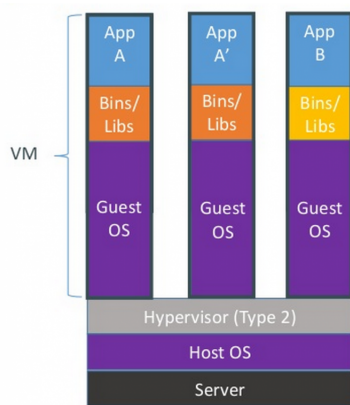 App
A
App
A’
App
B
Bins/
Libs
Bins/
Libs
Bins/
Libs
VM
Guest
OS
Guest
OS
Guest
OS
Hypervisor (Type 2)
Host OS
Server